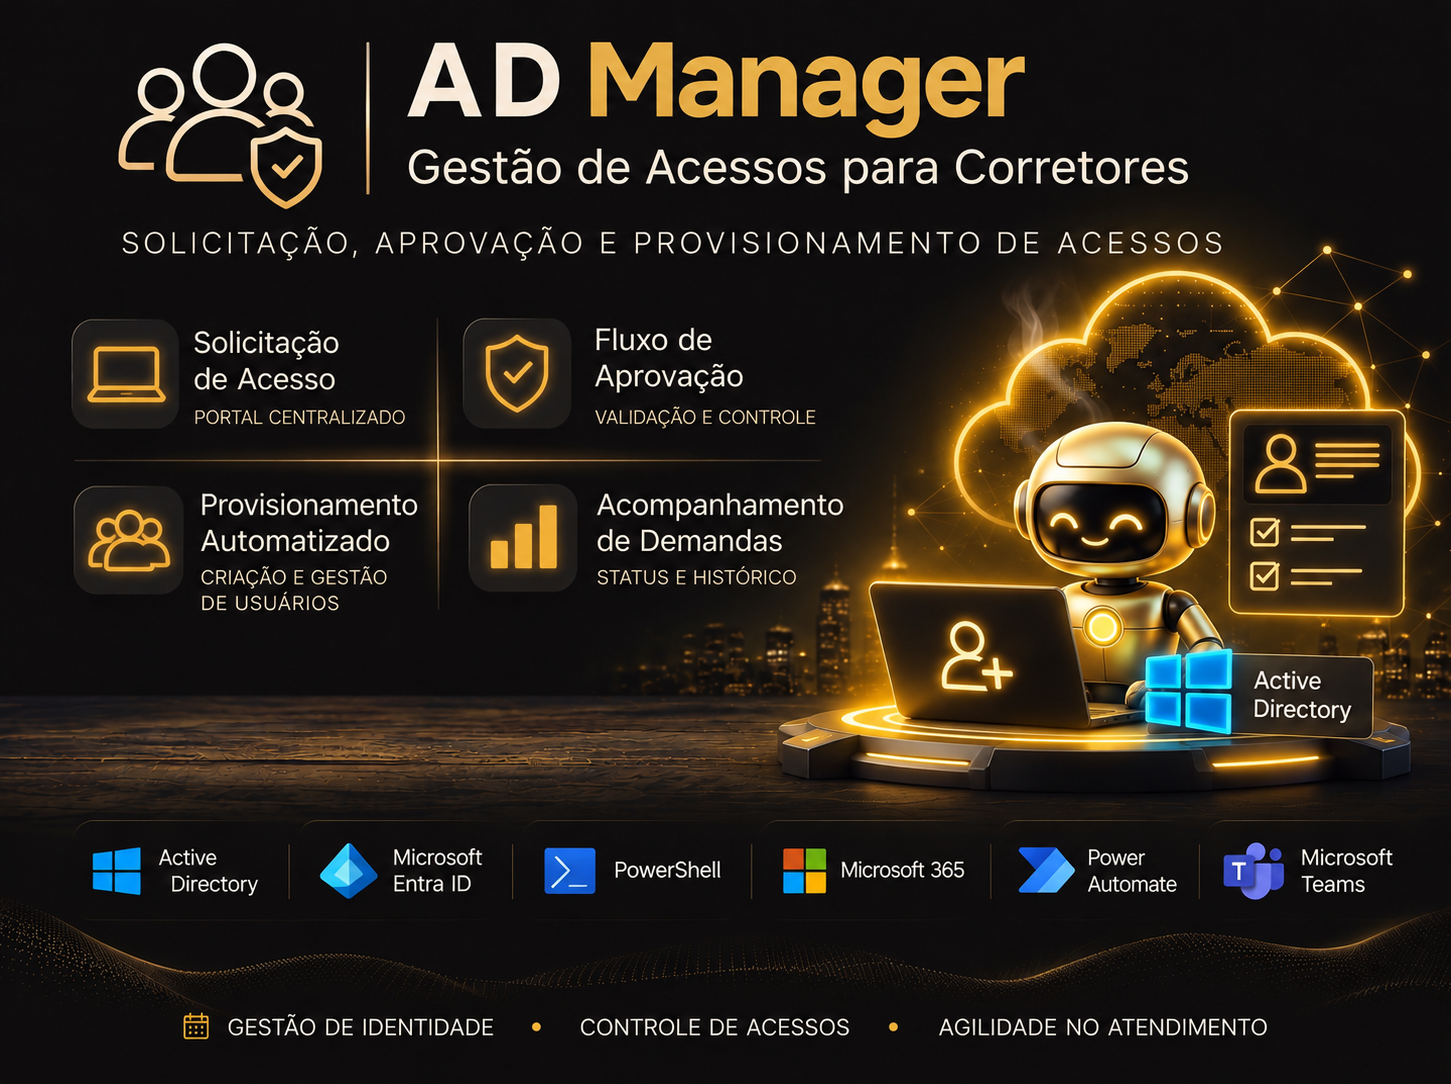 AD Manager
Gestão de Acessos para Corretores
SOLICITAÇÃO, APROVAÇÃO E PROVISIONAMENTO DE ACESSOS
Solicitação
de Acesso
PORTAL CENTRALIZADO
Fluxo de
Aprovação
VALIDAÇÃO E CONTROLE
Provisionamento
Automatizado
CRIAÇÃO E GESTÃO
DE USUÁRIOS
Acompanhamento
de Demandas
STATUS E HISTÓRICO
Active
Directory
Active
Directory
Microsoft
Entra ID
PowerShell
Microsoft 365
Power
Automate
T
Microsoft
Teams
GESTÃO DE IDENTIDADE • CONTROLE DE ACESSOS • AGILIDADE NO ATENDIMENTO